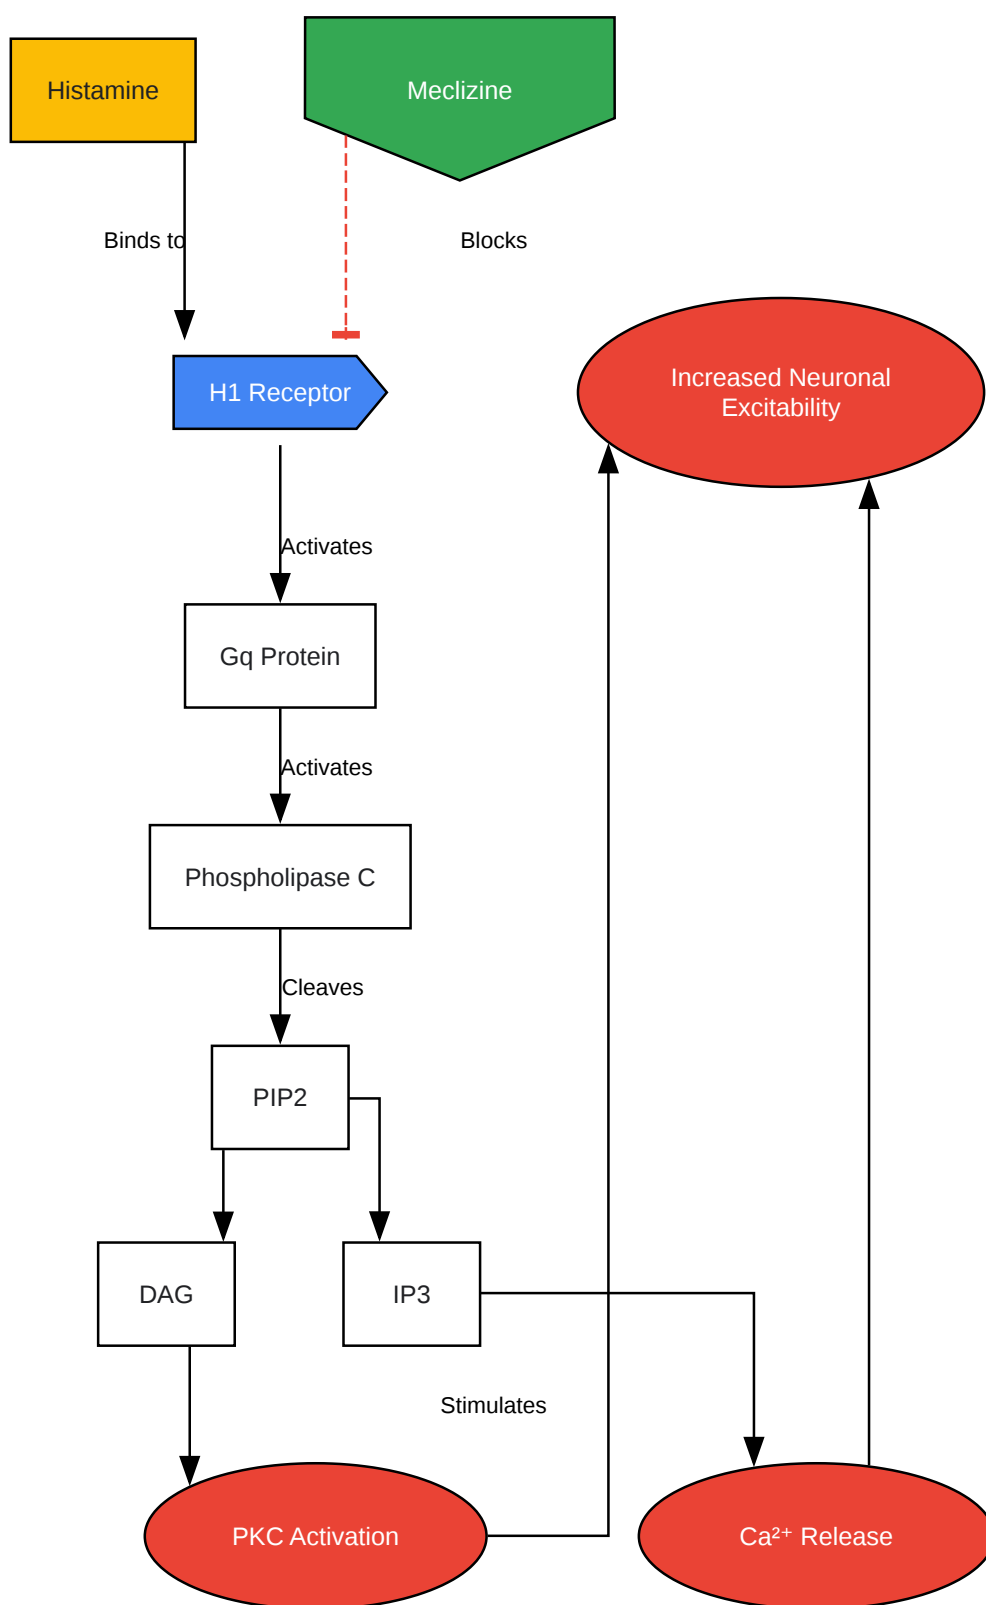 Histamine
Meclizine
Binds to
Blocks
H1 Receptor
Increased Neuronal
Excitability
Activates
Gq Protein
Activates
Phospholipase C
Cleaves
PIP2
DAG
IP3
Stimulates
PKC Activation
Ca²⁺ Release